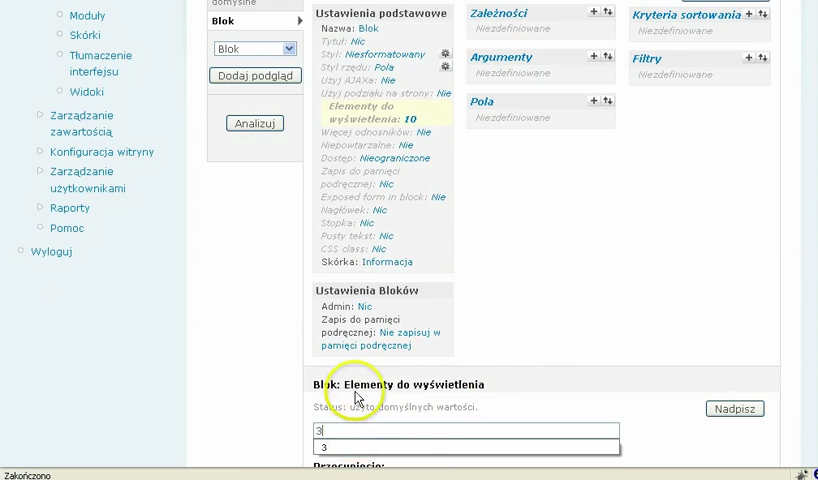 Moduły
Skórki
Tłumaczenie
interfejsu
Widoki
Zarządzanie
zawartością
Konfiguracja witryny
Zarządzanie
użytkownikami
Raporty
Pomoc
Wyloguj
domyślne
Blok
Blok
Dodaj podgląd
Analizuj
Ustawienia podstawowe
Nazwa: Blok
Tytuł: Nic
Styl: Niesformatowany
Styl rzędu: Pola
Użyj AJAXa: Nie
Użyj podziału na strony: Nie
Elementy do
wyświetlenia: 10
Więcej odnośników: Nie
Niepowtarzalne: Nie
Dostęp: Nieograniczone
Zapis do pamięci
podręcznej: Nic
Exposed form in block: Nie
Nagłówek: Nic
Stopka: Nic
Pusty tekst: Nic
CSS class: Nic
Skórka: Informacja
Ustawienia Bloków
Admin: Nic
Zapis do pamięci
podręcznej: Nie zapisuj w
pamięci podręcznej
Zależności
Niezdefiniowane
Argumenty
Niezdefiniowane
Pola
Niezdefiniowane
Kryteria sortowania
Niezdefiniowane
Filtry
Niezdefiniowane
Blok: Elementy do wyświetlenia
Status: użyto domyślnych wartości.
Nadpisz
3
3
Przesunięcie:
Zakończono